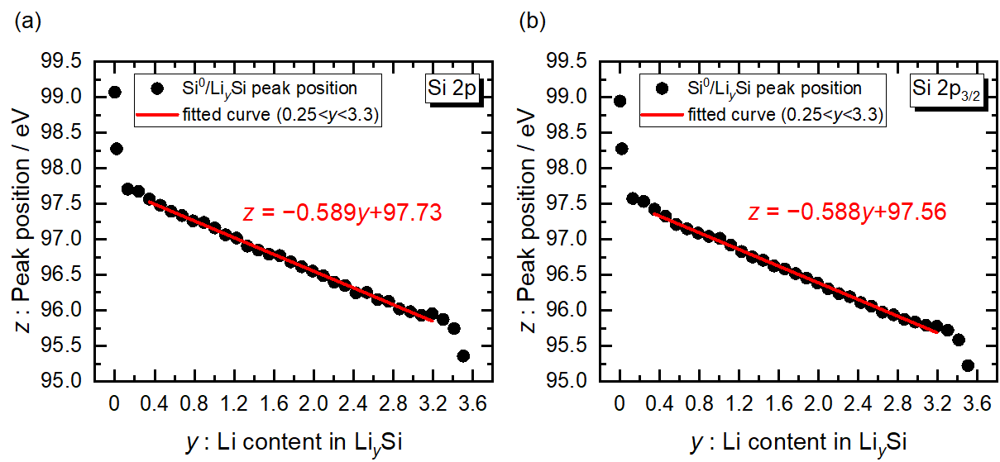 (a)
99.5
99.0
98.5
98.0
97.5
97.0
96.5
96.0
95.5
95.0
z : Peak position / eV
Si⁰/LiᵧSi peak position
fitted curve (0.25<y<3.3)
Si 2p
z = −0.589y+97.73
0 0.4 0.8 1.2 1.6 2.0 2.4 2.8 3.2 3.6
y : Li content in LiᵧSi
(b)
99.5
99.0
98.5
98.0
97.5
97.0
96.5
96.0
95.5
95.0
z : Peak position / eV
Si⁰/LiᵧSi peak position
fitted curve (0.25<y<3.3)
Si 2p₃/₂
z = −0.588y+97.56
0 0.4 0.8 1.2 1.6 2.0 2.4 2.8 3.2 3.6
y : Li content in LiᵧSi